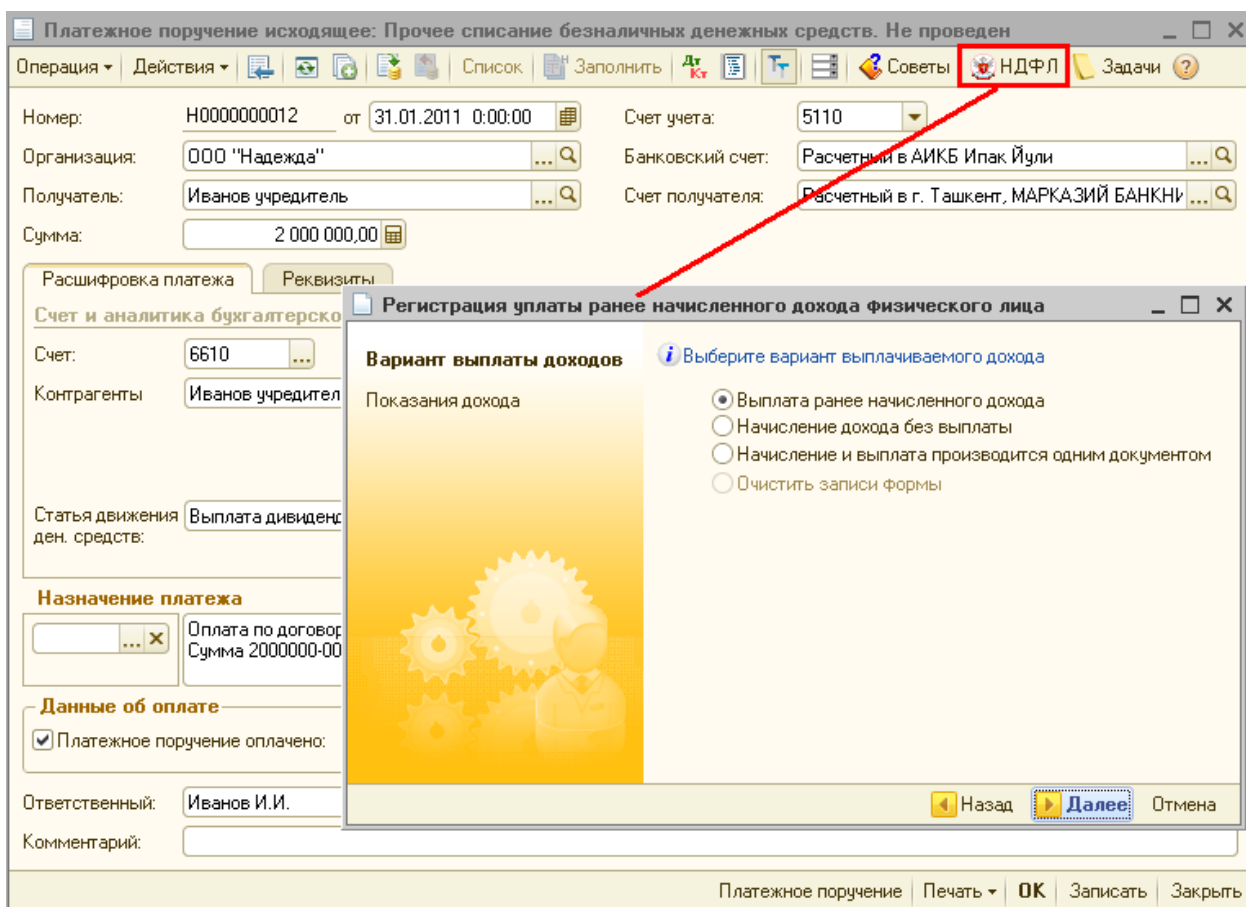 Платежное поручение исходящее: Прочее списание безналичных денежных средств. Не проведен
Операция Действия Список Заполнить Дт Кт Советы НДФЛ Задачи
Номер: Н0000000012 от 31.01.2011 0:00:00 Счет учета: 5110
Организация: ООО "Надежда" ... Банковский счет: Расчетный в АИКБ Ипак Йули ...
Получатель: Иванов учредитель ... Счет получателя: Расчетный в г. Ташкент, МАРКАЗИЙ БАНКНИ ...
Сумма: 2 000 000,00
Расшифровка платежа Реквизиты
Счет и аналитика бухгалтерско
Счет: 6610 ...
Контрагенты Иванов учредител
Статья движения ден. средств: Выплата дивиденд
Назначение платежа
... Оплата по договор
Сумма 2000000-00
Данные об оплате
Платежное поручение оплачено:
Ответственный: Иванов И.И.
Комментарий:
Регистрация уплаты ранее начисленного дохода физического лица
Вариант выплаты доходов
Показания дохода
Выберите вариант выплачиваемого дохода
Выплата ранее начисленного дохода
Начисление дохода без выплаты
Начисление и выплата производится одним документом
Очистить записи формы
Назад Далее Отмена
Платежное поручение Печать ОК Записать Закрыть